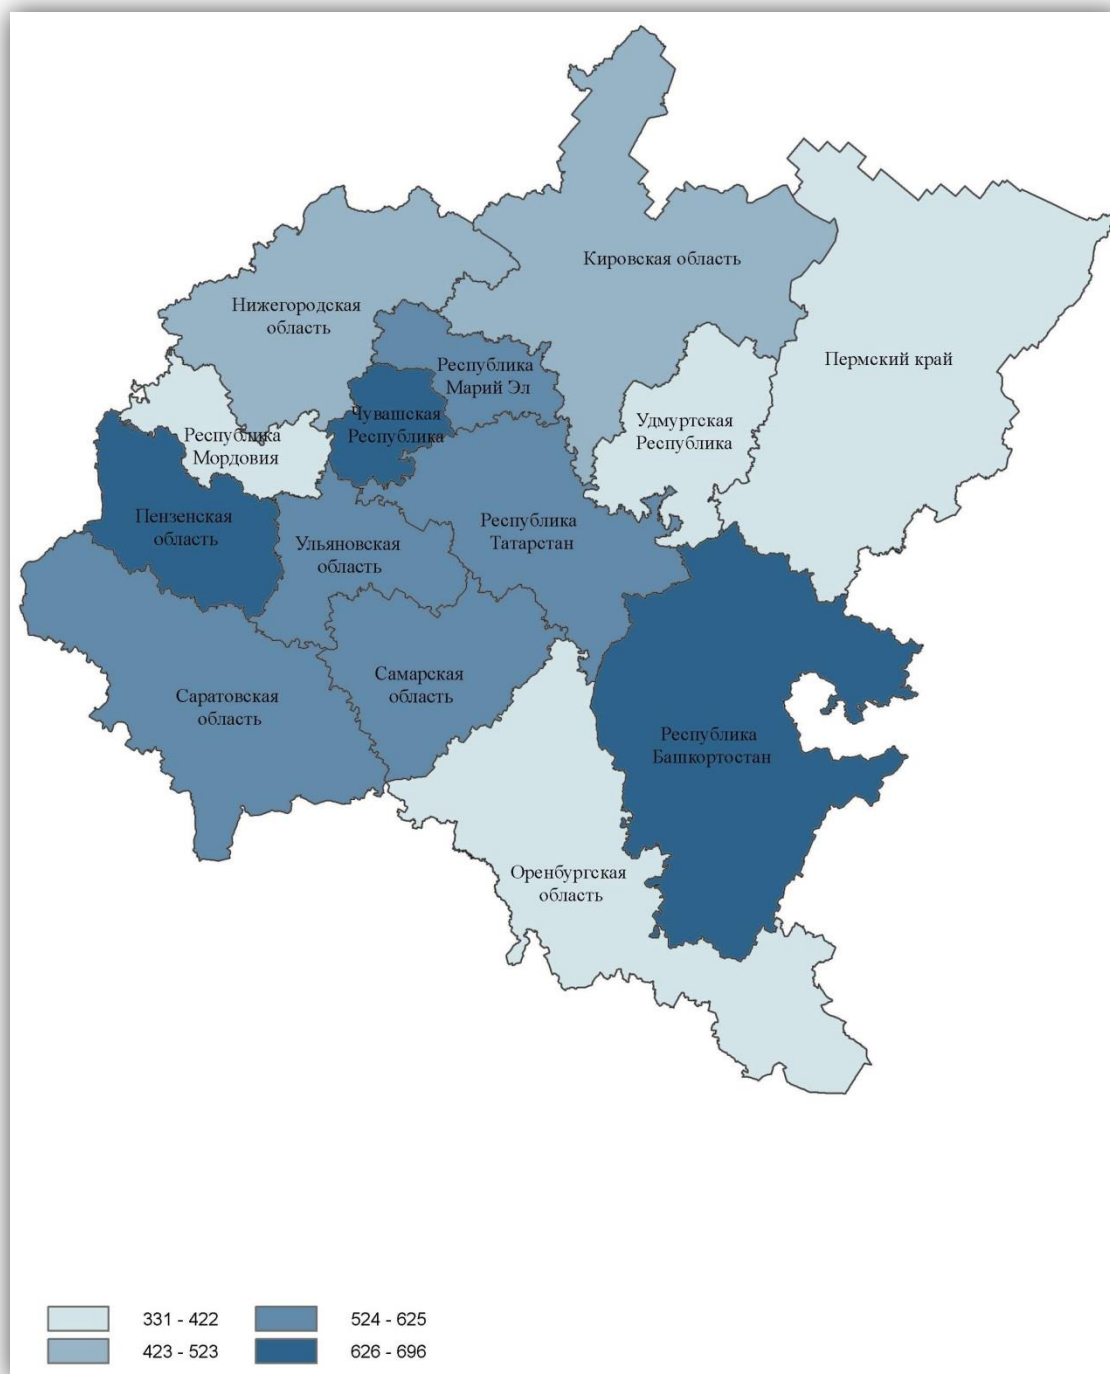 Кировская область
Нижегородская
область
Пермский край
Республика
Марий Эл
Чувашская
Республика
Удмуртская
Республика
Республика
Мордовия
Пензенская
область
Республика
Татарстан
Ульяновская
область
Самарская
область
Саратовская
область
Республика
Башкортостан
Оренбургская
область
331 - 422
524 - 625
423 - 523
626 - 696